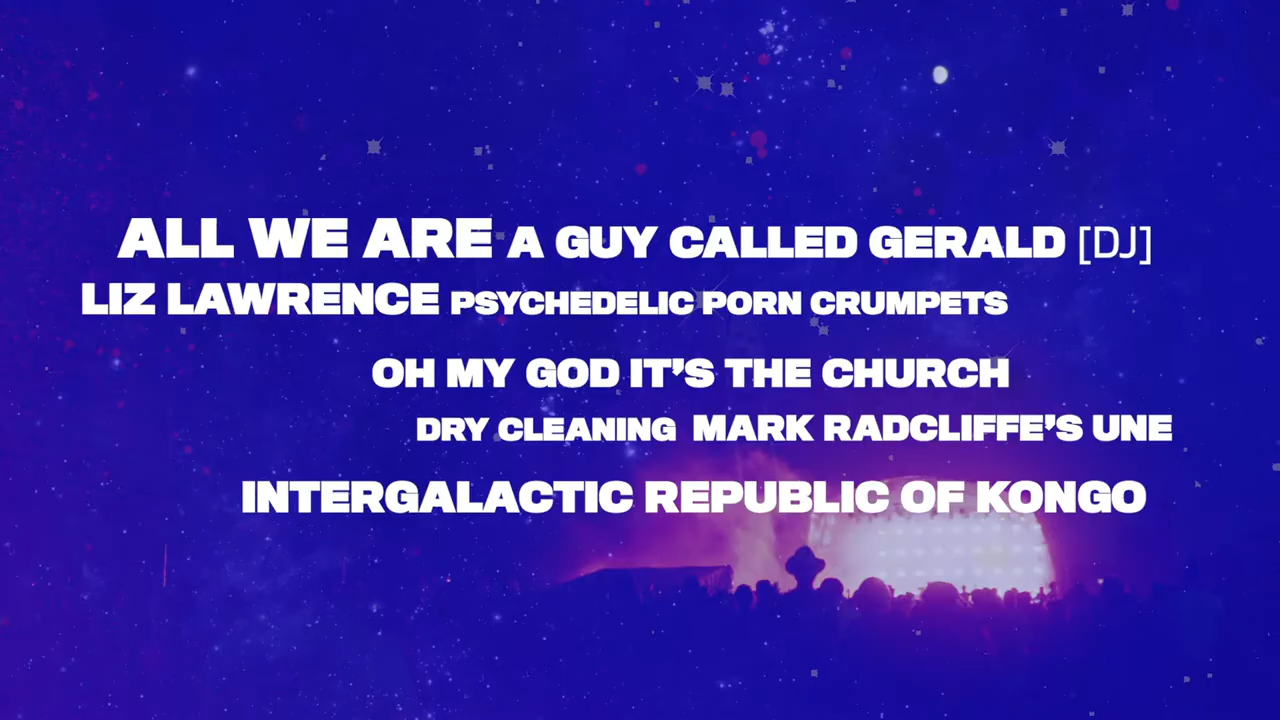 ALL WE ARE A GUY CALLED GERALD [DJ]
LIZ LAWRENCE PSYCHEDELIC PORN CRUMPETS
OH MY GOD IT’S THE CHURCH
DRY CLEANING MARK RADCLIFFE’S UNE
INTERGALACTIC REPUBLIC OF KONGO